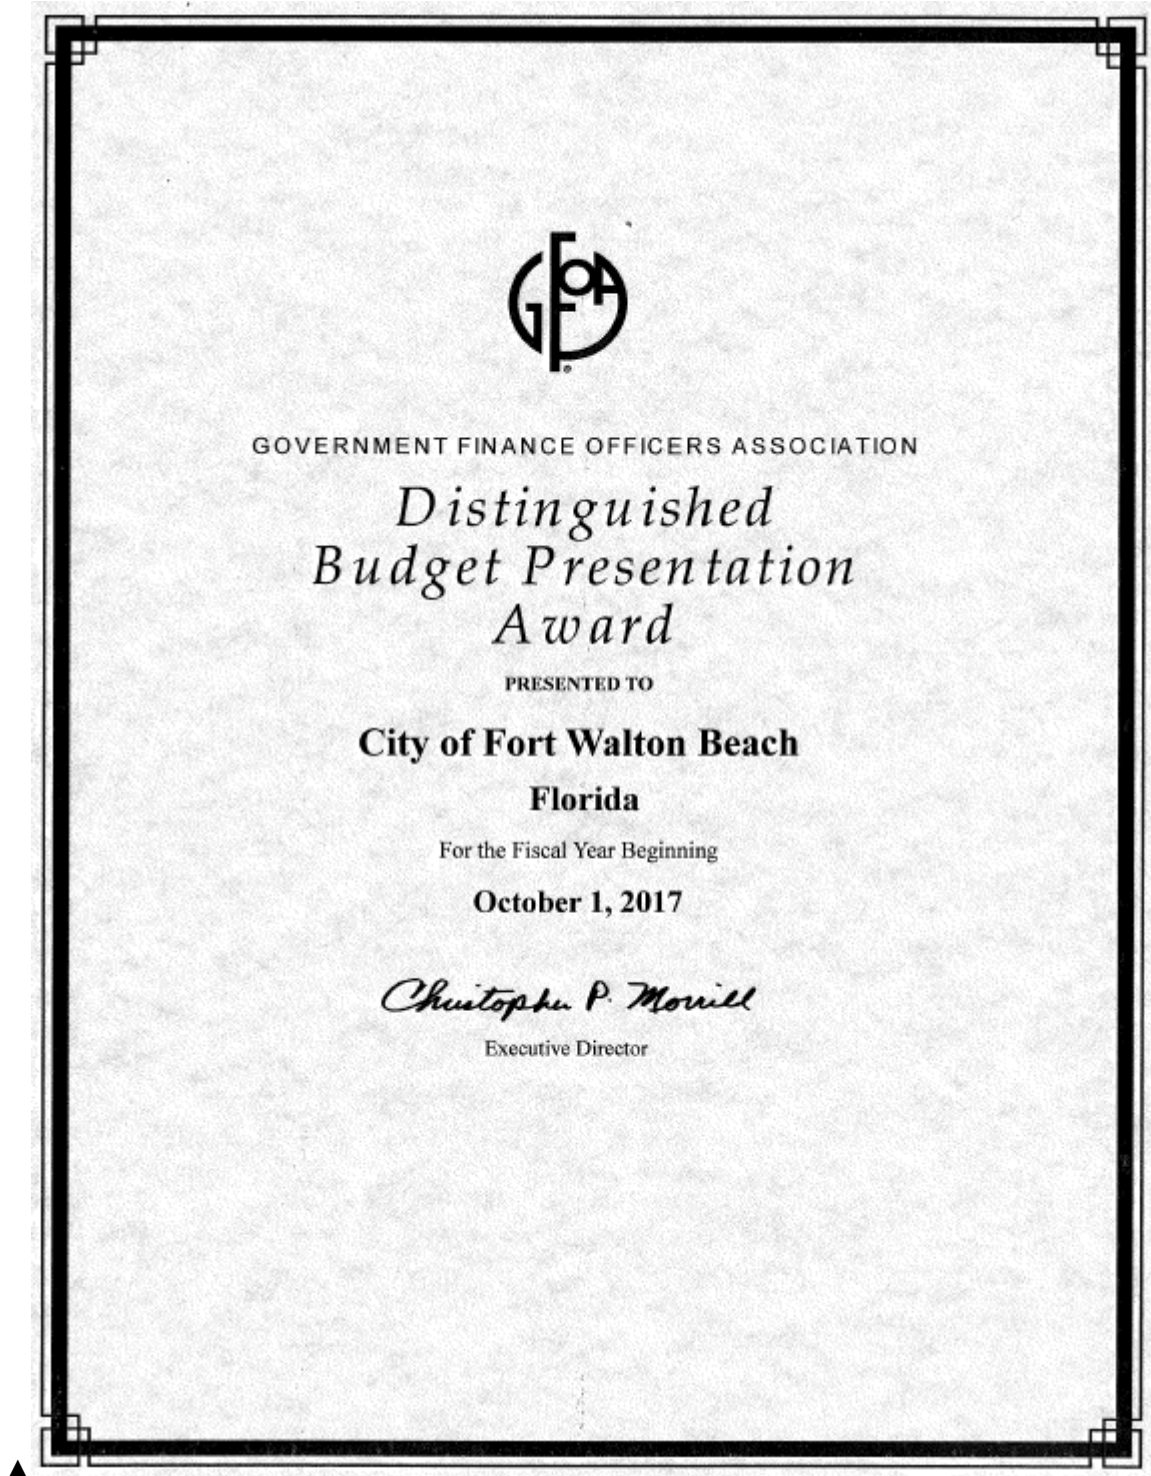 GFOA
®
GOVERNMENT FINANCE OFFICERS ASSOCIATION
Distinguished
Budget Presentation
Award
PRESENTED TO
City of Fort Walton Beach
Florida
For the Fiscal Year Beginning
October 1, 2017
Christopher P. Morrill
Executive Director